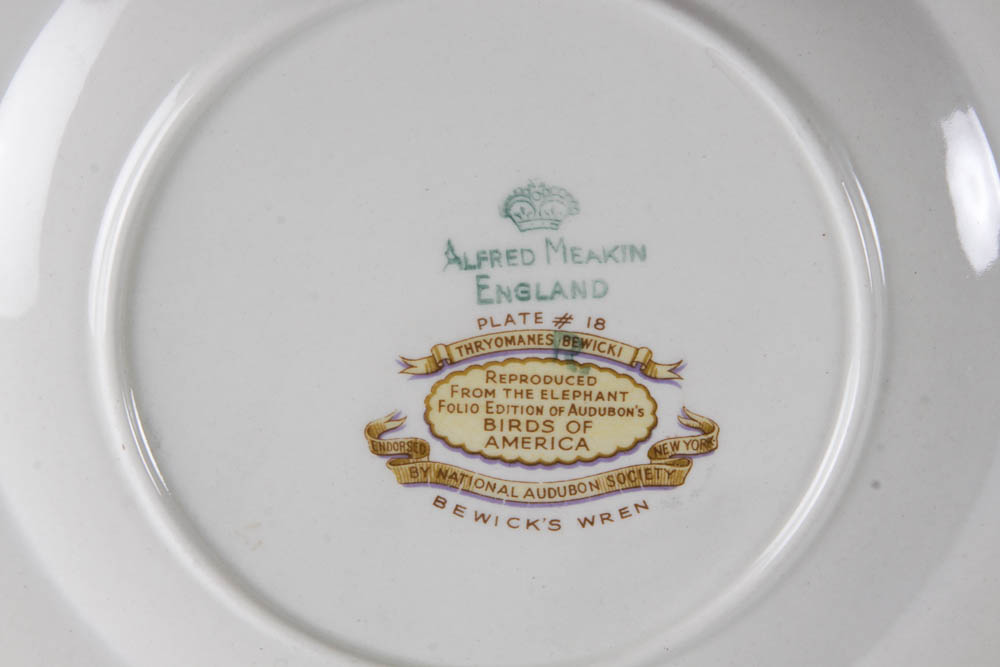 ALFRED MEAKIN
ENGLAND
PLATE # 18
THRYOMANES BEWICKI
REPRODUCED
FROM THE ELEPHANT
FOLIO EDITION OF AUDUBON'S
BIRDS OF
AMERICA
ENDORSED
BY NATIONAL AUDUBON SOCIETY
NEW YORK
BEWICK'S WREN